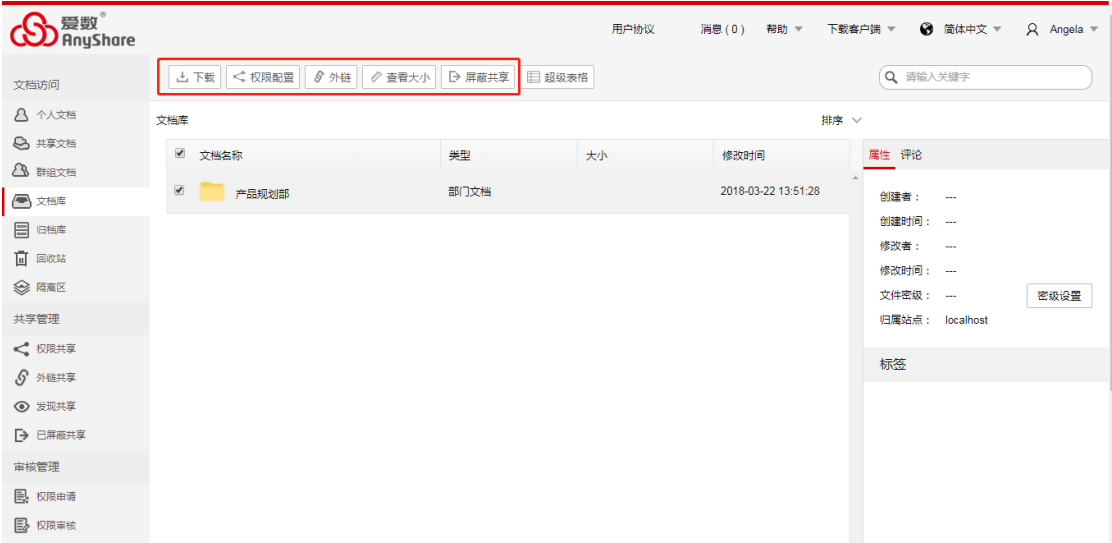 爱数®
AnyShare
用户协议 消息(0) 帮助 下载客户端 简体中文 Angela
下载 权限配置 外链 查看大小 屏蔽共享 超级表格 请输入关键字
文档访问
个人文档
共享文档
群组文档
文档库
归档库
回收站
隔离区
共享管理
权限共享
外链共享
发现共享
已屏蔽共享
审核管理
权限申请
权限审核
文档库 排序
文档名称 类型 大小 修改时间
产品规划部 部门文档 2018-03-22 13:51:28
属性 评论
创建者： ---
创建时间： ---
修改者： ---
修改时间： ---
文件密级： --- 密级设置
归属站点： localhost
标签